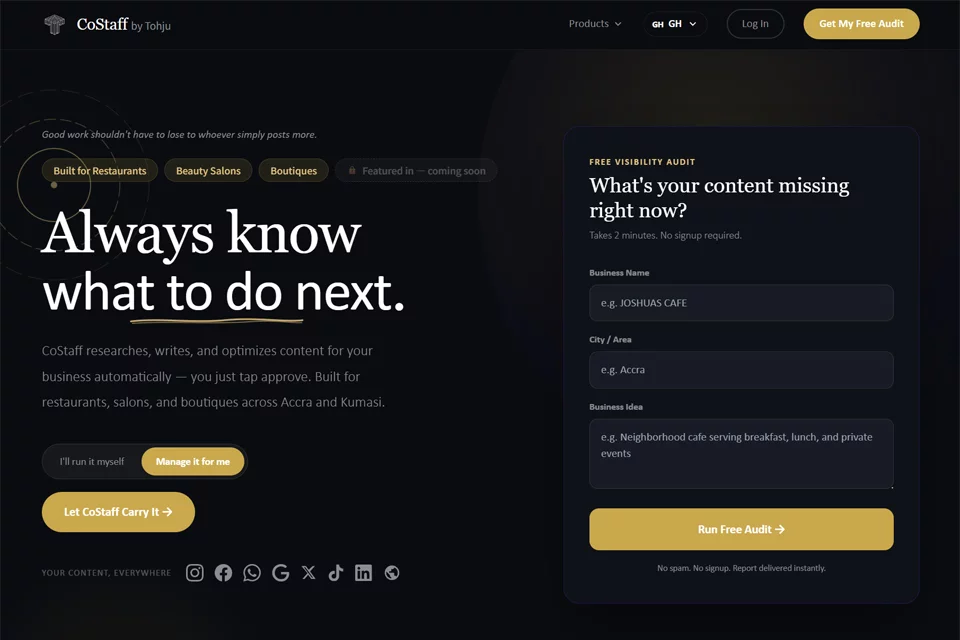 CoStaff by Tohju
Products
GH GH
Log In
Get My Free Audit
Good work shouldn't have to lose to whoever simply posts more.
Built for Restaurants
Beauty Salons
Boutiques
Featured in — coming soon
Always know
what to do next.
CoStaff researches, writes, and optimizes content for your
business automatically — you just tap approve. Built for
restaurants, salons, and boutiques across Accra and Kumasi.
I'll run it myself
Manage it for me
Let CoStaff Carry It →
YOUR CONTENT, EVERYWHERE
FREE VISIBILITY AUDIT
What's your content missing
right now?
Takes 2 minutes. No signup required.
Business Name
e.g. JOSHUAS CAFE
City / Area
e.g. Accra
Business Idea
e.g. Neighborhood cafe serving breakfast, lunch, and private
events
Run Free Audit →
No spam. No signup. Report delivered instantly.